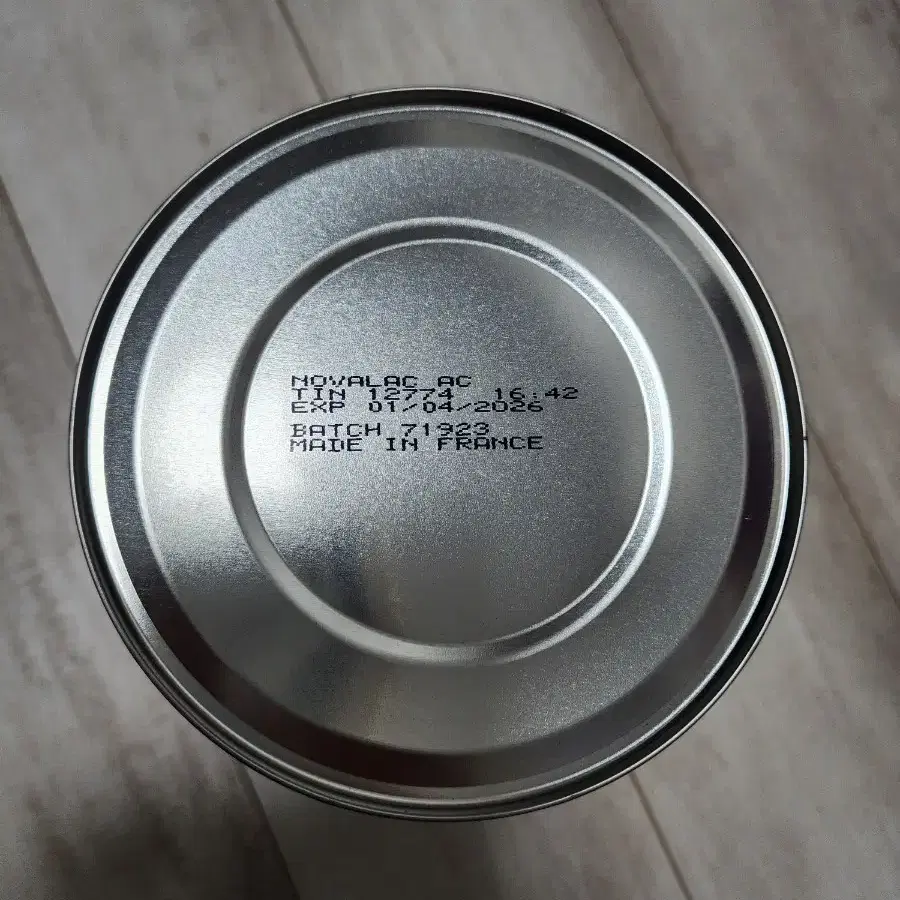 NOVALAC AC
TIN 12774 16:42
EXP 01/04/2026
BATCH 71923
MADE IN FRANCE